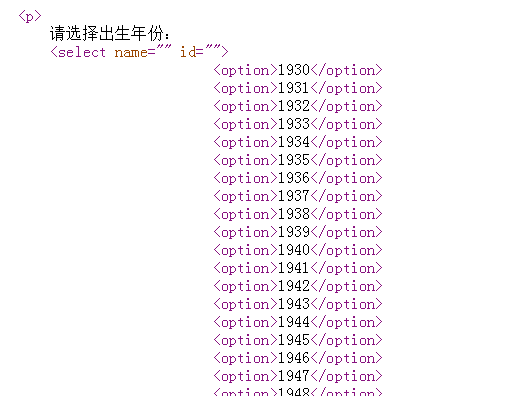 <p>
请选择出生年份：
<select name="" id="">
<option>1930</option>
<option>1931</option>
<option>1932</option>
<option>1933</option>
<option>1934</option>
<option>1935</option>
<option>1936</option>
<option>1937</option>
<option>1938</option>
<option>1939</option>
<option>1940</option>
<option>1941</option>
<option>1942</option>
<option>1943</option>
<option>1944</option>
<option>1945</option>
<option>1946</option>
<option>1947</option>
<option>1948</option>